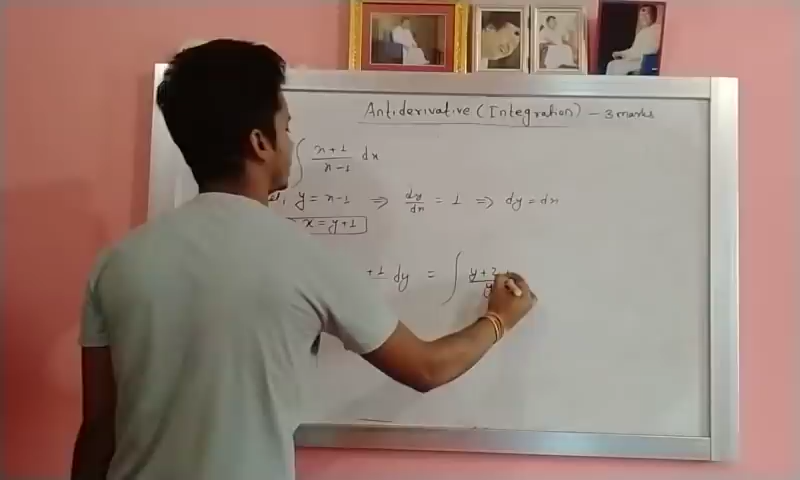 Antiderivative (Integration) – 3 marks
∫ x+1/x-1 dx
y = x-1 ⇒ dy/dx = 1 ⇒ dy = dx
x = y+1
+1 dy = ∫ y+2/y